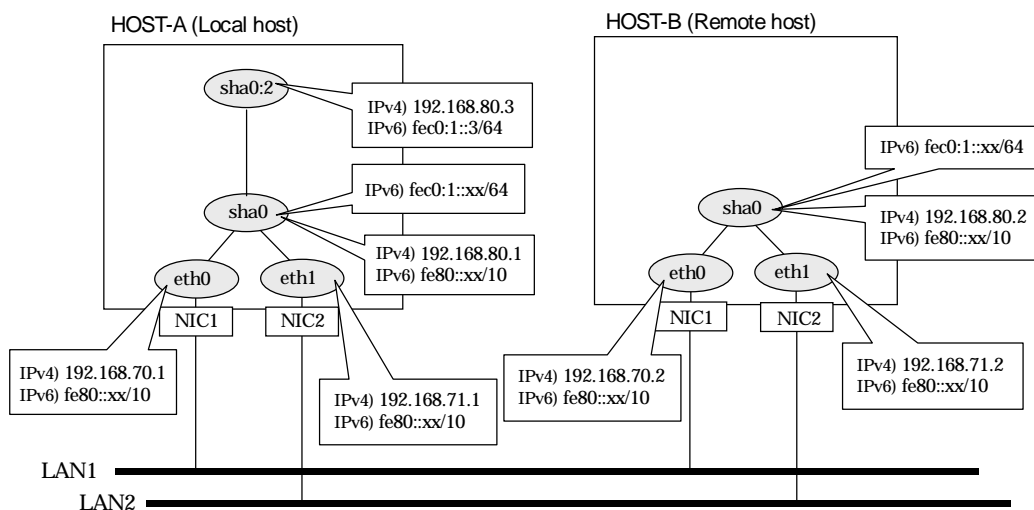 HOST-A (Local host)
sha0:2
IPv4) 192.168.80.3
IPv6) fec0:1::3/64
IPv6) fec0:1::xx/64
sha0
IPv4) 192.168.80.1
IPv6) fe80::xx/10
eth0
eth1
NIC1
NIC2
IPv4) 192.168.70.1
IPv6) fe80::xx/10
IPv4) 192.168.71.1
IPv6) fe80::xx/10
HOST-B (Remote host)
IPv6) fec0:1::xx/64
sha0
IPv4) 192.168.80.2
IPv6) fe80::xx/10
eth0
eth1
NIC1
NIC2
IPv4) 192.168.70.2
IPv6) fe80::xx/10
IPv4) 192.168.71.2
IPv6) fe80::xx/10
LAN1
LAN2